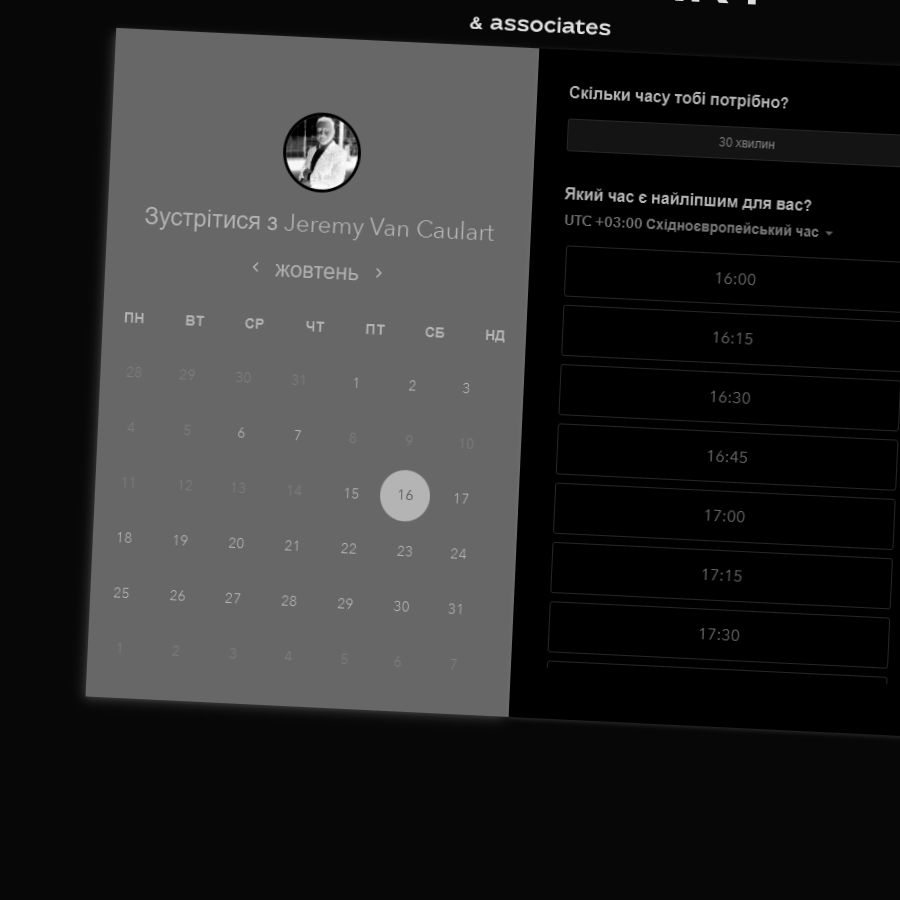 & associates
Скільки часу тобі потрібно?
30 хвилин
Зустрітися з Jeremy Van Caulart
Який час є найліпшим для вас?
UTC +03:00 Східноєвропейський час
‹ жовтень ›
ПН ВТ СР ЧТ ПТ СБ НД
28 29 30 31 1 2 3
4 5 6 7 8 9 10
11 12 13 14 15 16 17
18 19 20 21 22 23 24
25 26 27 28 29 30 31
1 2 3 4 5 6 7
16:00
16:15
16:30
16:45
17:00
17:15
17:30